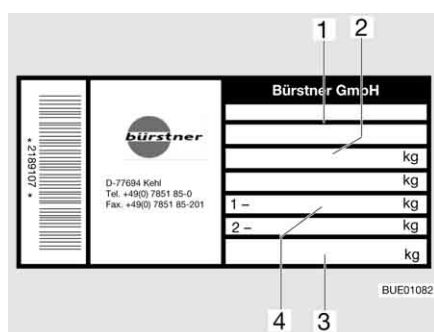 1 2
Bürstner GmbH
* 2189107 *
bürstner
kg
D-77694 Kehl
Tel. +49(0) 7851 85-0
Fax. +49(0) 7851 85-201
kg
1 – kg
2 – kg
kg
BUE01082
4 3